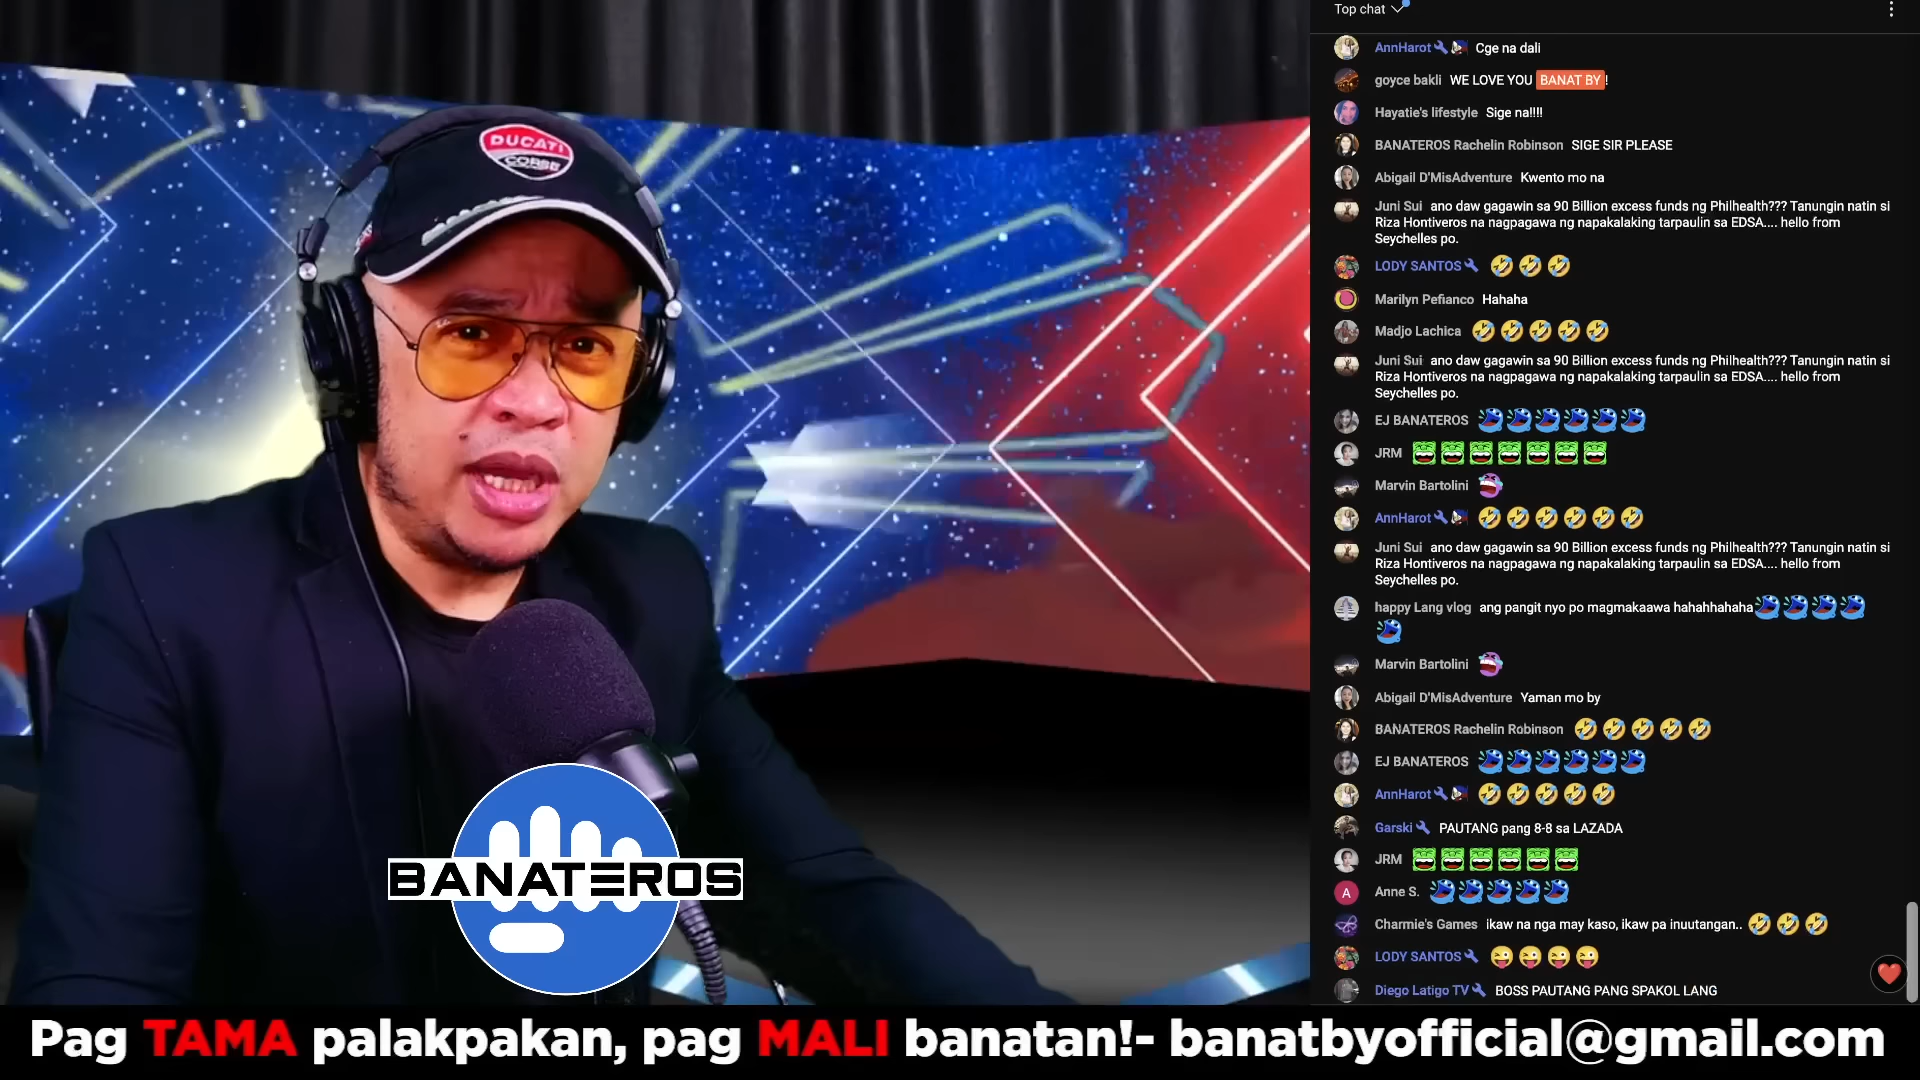 Top chat
AnnHarot Cge na dali
goyce bakli WE LOVE YOU BANAT BY!
Hayatie's lifestyle Sige na!!!!
BANATEROS Rachelin Robinson SIGE SIR PLEASE
Abigail D'MisAdventure Kwento mo na
Juni Sui ano daw gagawin sa 90 Billion excess funds ng Philhealth??? Tanungin natin si
Riza Hontiveros na nagpagawa ng napakalaking tarpaulin sa EDSA.... hello from
Seychelles po.
LODY SANTOS
Marilyn Pefianco Hahaha
Madjo Lachica
Juni Sui ano daw gagawin sa 90 Billion excess funds ng Philhealth??? Tanungin natin si
Riza Hontiveros na nagpagawa ng napakalaking tarpaulin sa EDSA.... hello from
Seychelles po.
EJ BANATEROS
JRM
Marvin Bartolini
AnnHarot
Juni Sui ano daw gagawin sa 90 Billion excess funds ng Philhealth??? Tanungin natin si
Riza Hontiveros na nagpagawa ng napakalaking tarpaulin sa EDSA.... hello from
Seychelles po.
happy Lang vlog ang pangit nyo po magmakaawa hahahhahaha
Marvin Bartolini
Abigail D'MisAdventure Yaman mo by
BANATEROS Rachelin Robinson
EJ BANATEROS
AnnHarot
Garski PAUTANG pang 8-8 sa LAZADA
JRM
A Anne S.
Charmie's Games ikaw na nga may kaso, ikaw pa inuutangan..
LODY SANTOS
Diego Latigo TV BOSS PAUTANG PANG SPAKOL LANG
DUCATI
CORSE
BANATEROS
Pag TAMA palakpakan, pag MALI banatan!- banatbyofficial@gmail.com